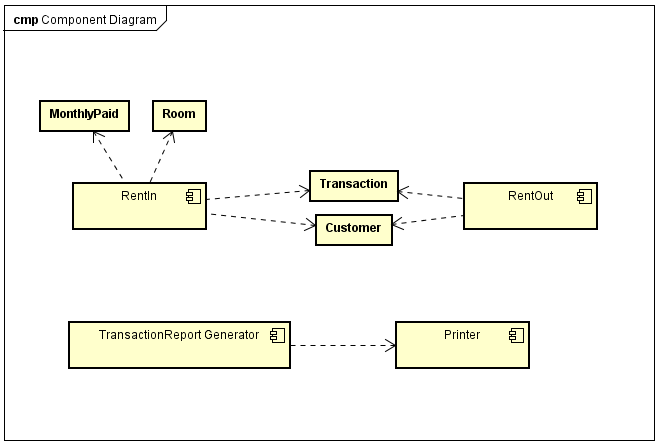 cmp Component Diagram
MonthlyPaid
Room
RentIn
Transaction
RentOut
Customer
TransactionReport Generator
Printer